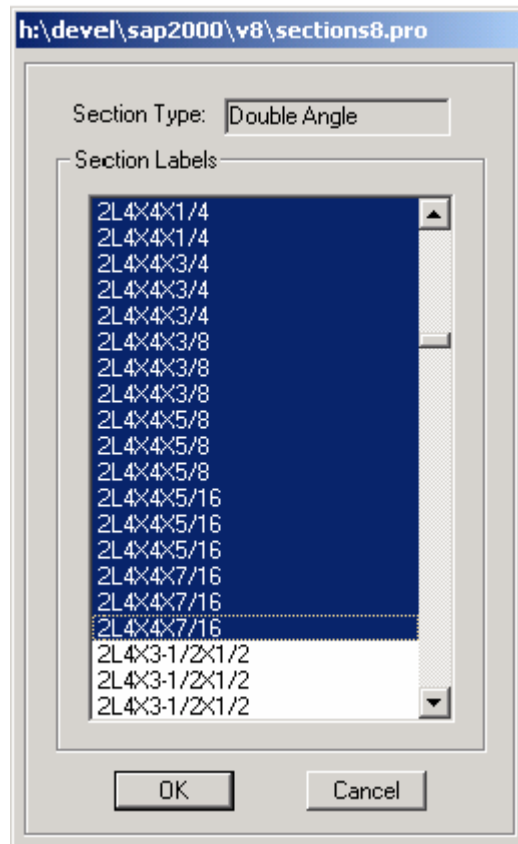 h:\devel\sap2000\v8\sections8.pro
Section Type: Double Angle
Section Labels
2L4X4X1/4
2L4X4X1/4
2L4X4X3/4
2L4X4X3/4
2L4X4X3/4
2L4X4X3/8
2L4X4X3/8
2L4X4X3/8
2L4X4X5/8
2L4X4X5/8
2L4X4X5/8
2L4X4X5/16
2L4X4X5/16
2L4X4X5/16
2L4X4X7/16
2L4X4X7/16
2L4X4X7/16
2L4X3-1/2X1/2
2L4X3-1/2X1/2
2L4X3-1/2X1/2
OK Cancel